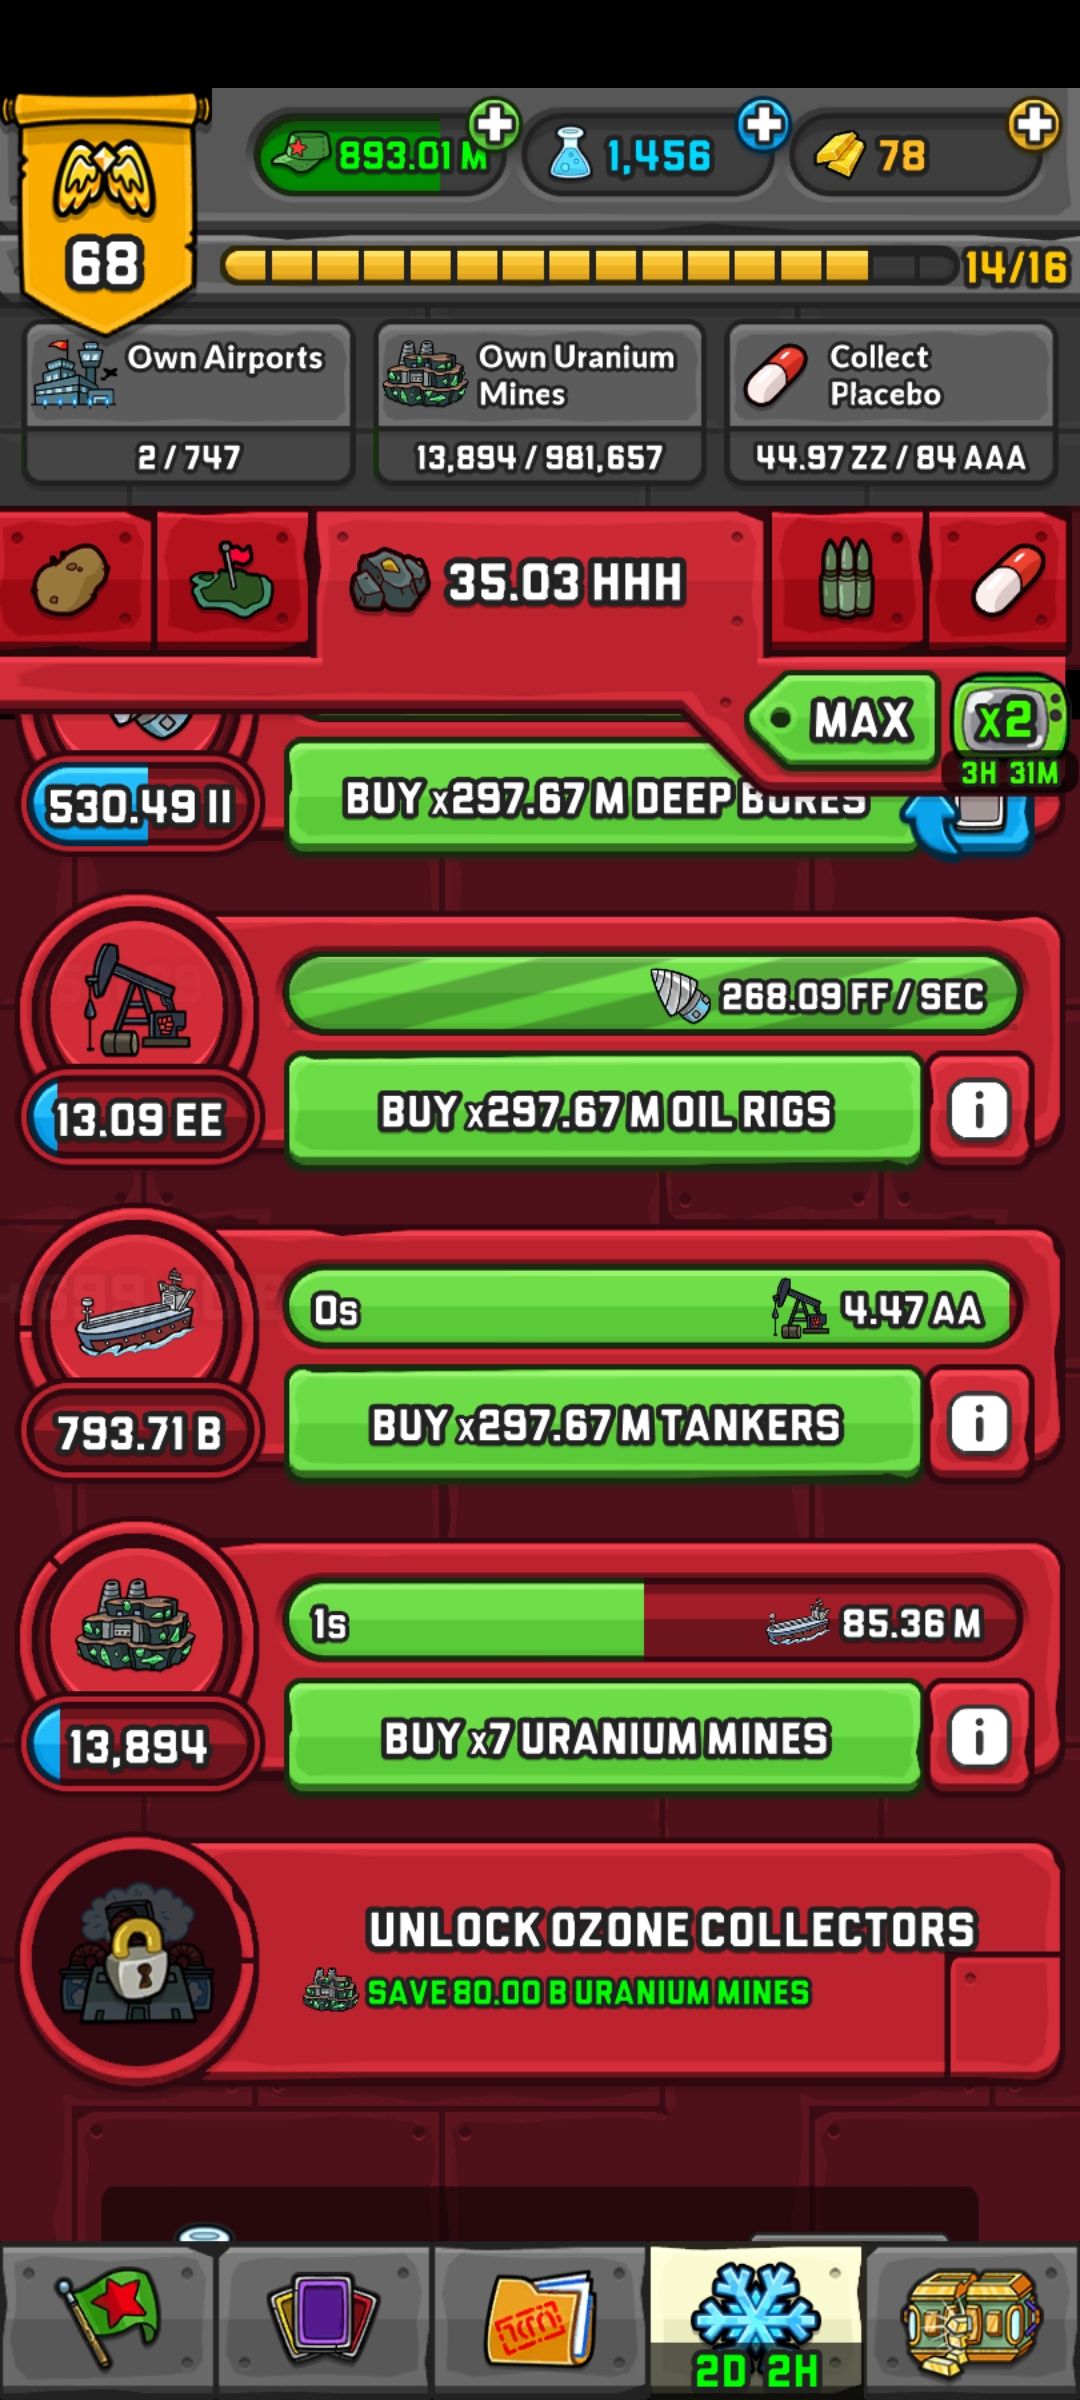 893.01 M
1,456
78
68
14/16
Own Airports
2 / 747
Own Uranium
Mines
13,894 / 981,657
Collect
Placebo
44.97 ZZ / 84 AAA
35.03 HHH
MAX
x2
3H 31M
530.49 II
BUY x297.67 M DEEP BORES
268.09 FF / SEC
13.09 EE
BUY x297.67 M OIL RIGS
0s
4.47 AA
793.71 B
BUY x297.67 M TANKERS
1s
85.36 M
13,894
BUY x7 URANIUM MINES
UNLOCK OZONE COLLECTORS
SAVE 80.00 B URANIUM MINES
2D 2H